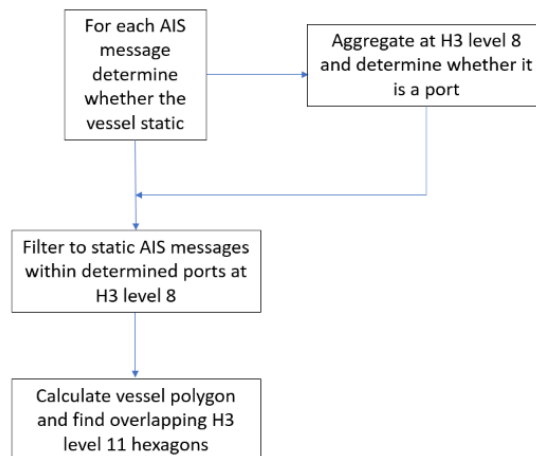 For each AIS
message
determine
whether the
vessel static
Aggregate at H3 level 8
and determine whether it
is a port
Filter to static AIS messages
within determined ports at
H3 level 8
Calculate vessel polygon
and find overlapping H3
level 11 hexagons